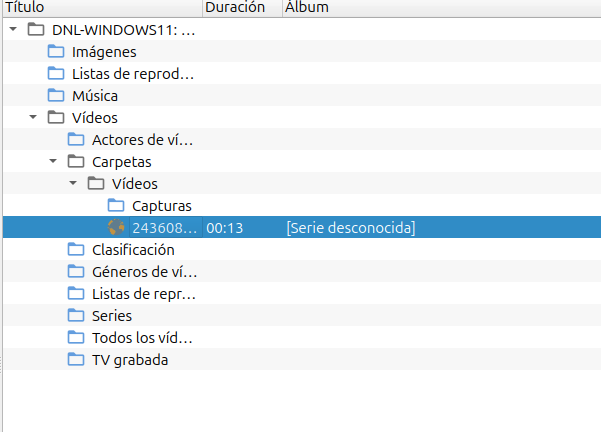 Título Duración Álbum
DNL-WINDOWS11: ...
Imágenes
Listas de reprod...
Música
Vídeos
Actores de ví...
Carpetas
Vídeos
Capturas
243608... 00:13 [Serie desconocida]
Clasificación
Géneros de ví...
Listas de repr...
Series
Todos los víd...
TV grabada